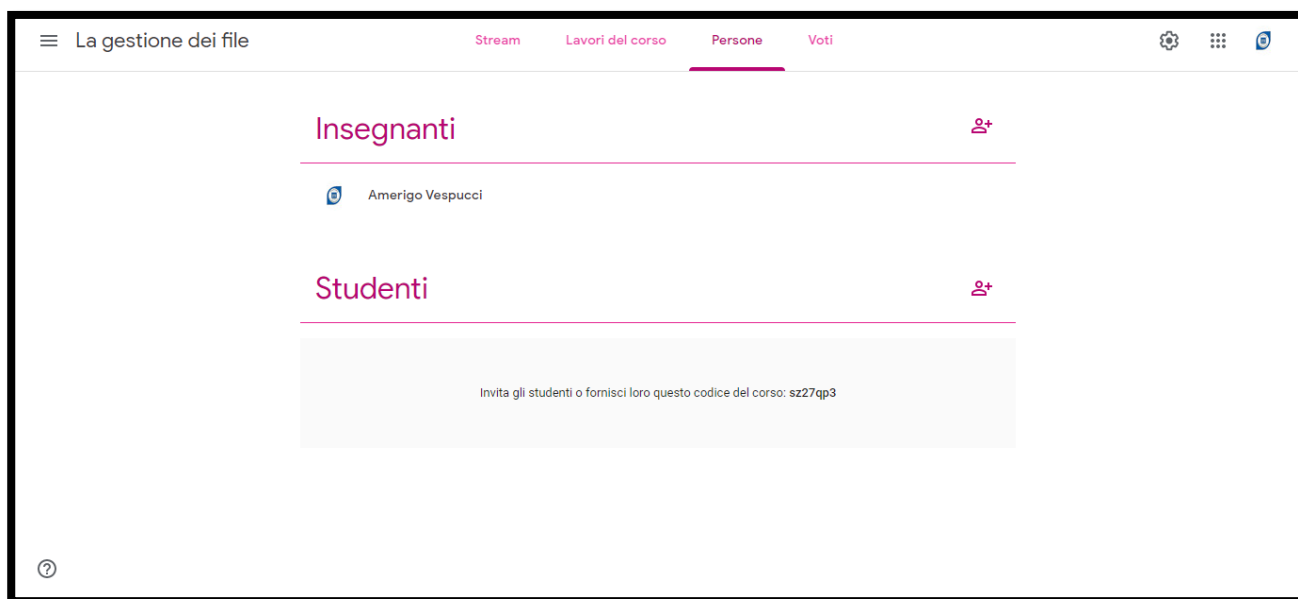 La gestione dei file
Stream Lavori del corso Persone Voti
Insegnanti
Amerigo Vespucci
Studenti
Invita gli studenti o fornisci loro questo codice del corso: sz27qp3